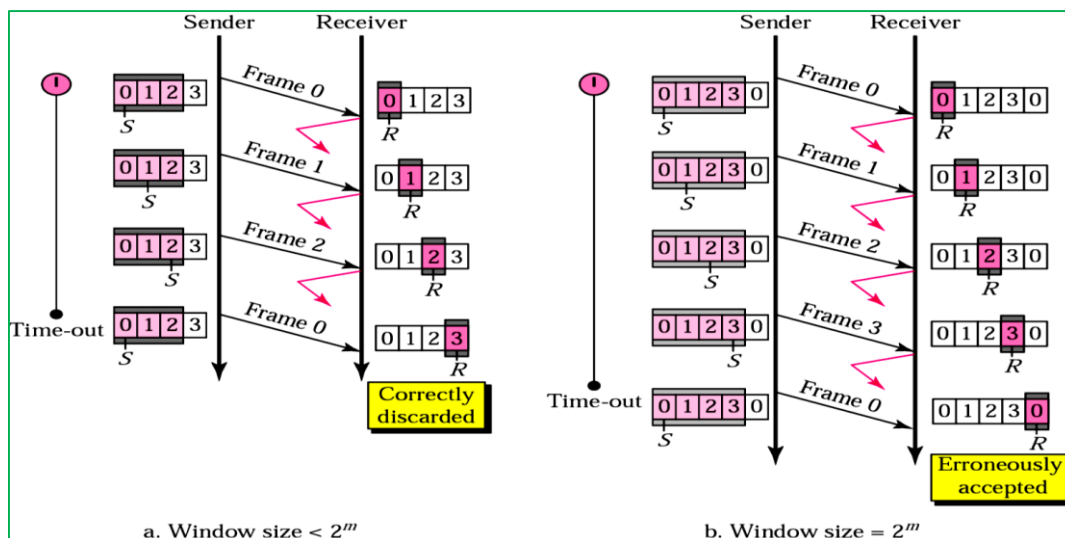 Sender Receiver
Frame 0
0 1 2 3
S
0 1 2 3
R
Frame 1
0 1 2 3
S
0 1 2 3
R
Frame 2
0 1 2 3
S
0 1 2 3
R
Time-out
Frame 0
0 1 2 3
S
0 1 2 3
R
Correctly
discarded
a. Window size < 2^m
Sender Receiver
Frame 0
0 1 2 3 0
S
0 1 2 3 0
R
Frame 1
0 1 2 3 0
S
0 1 2 3 0
R
Frame 2
0 1 2 3 0
S
0 1 2 3 0
R
Frame 3
0 1 2 3 0
S
0 1 2 3 0
R
Time-out
Frame 0
0 1 2 3 0
S
0 1 2 3 0
R
Erroneously
accepted
b. Window size = 2^m